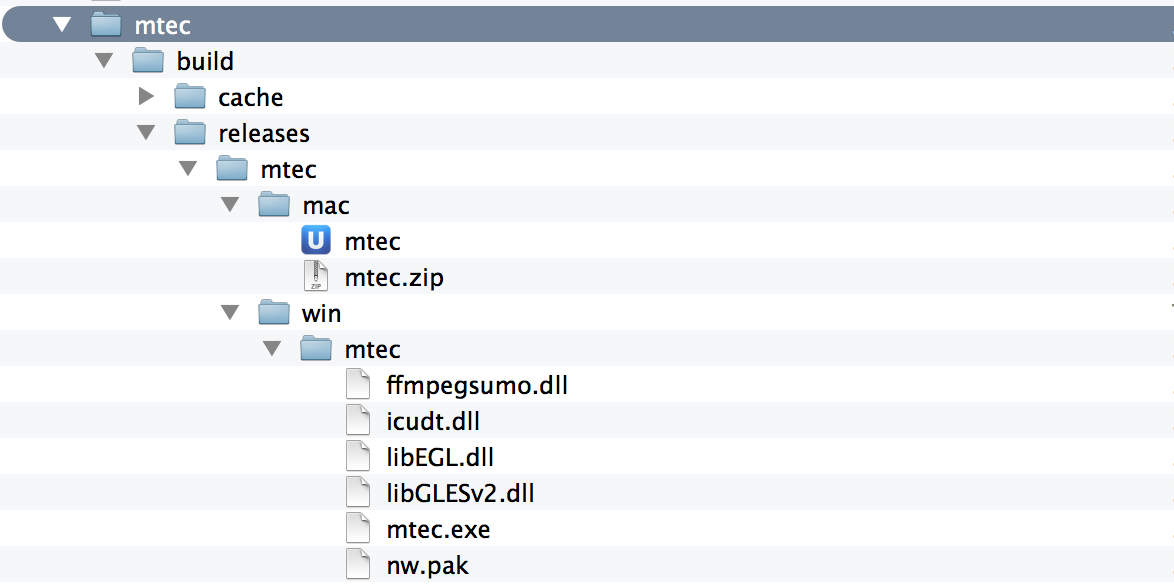 mtec
build
cache
releases
mtec
mac
U mtec
ZIP mtec.zip
win
mtec
ffmpegsumo.dll
icudt.dll
libEGL.dll
libGLESv2.dll
mtec.exe
nw.pak